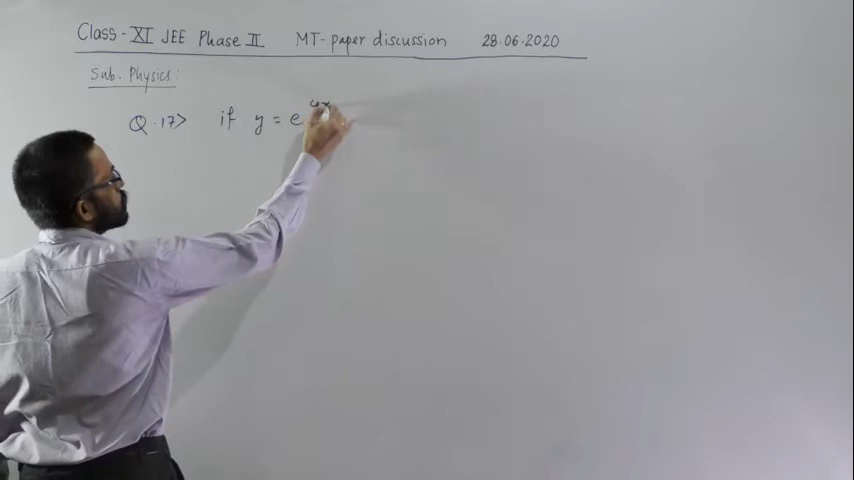 Class - XI JEE Phase II MT- paper discussion 28.06.2020
Sub. Physics:
Q.17> if y = e